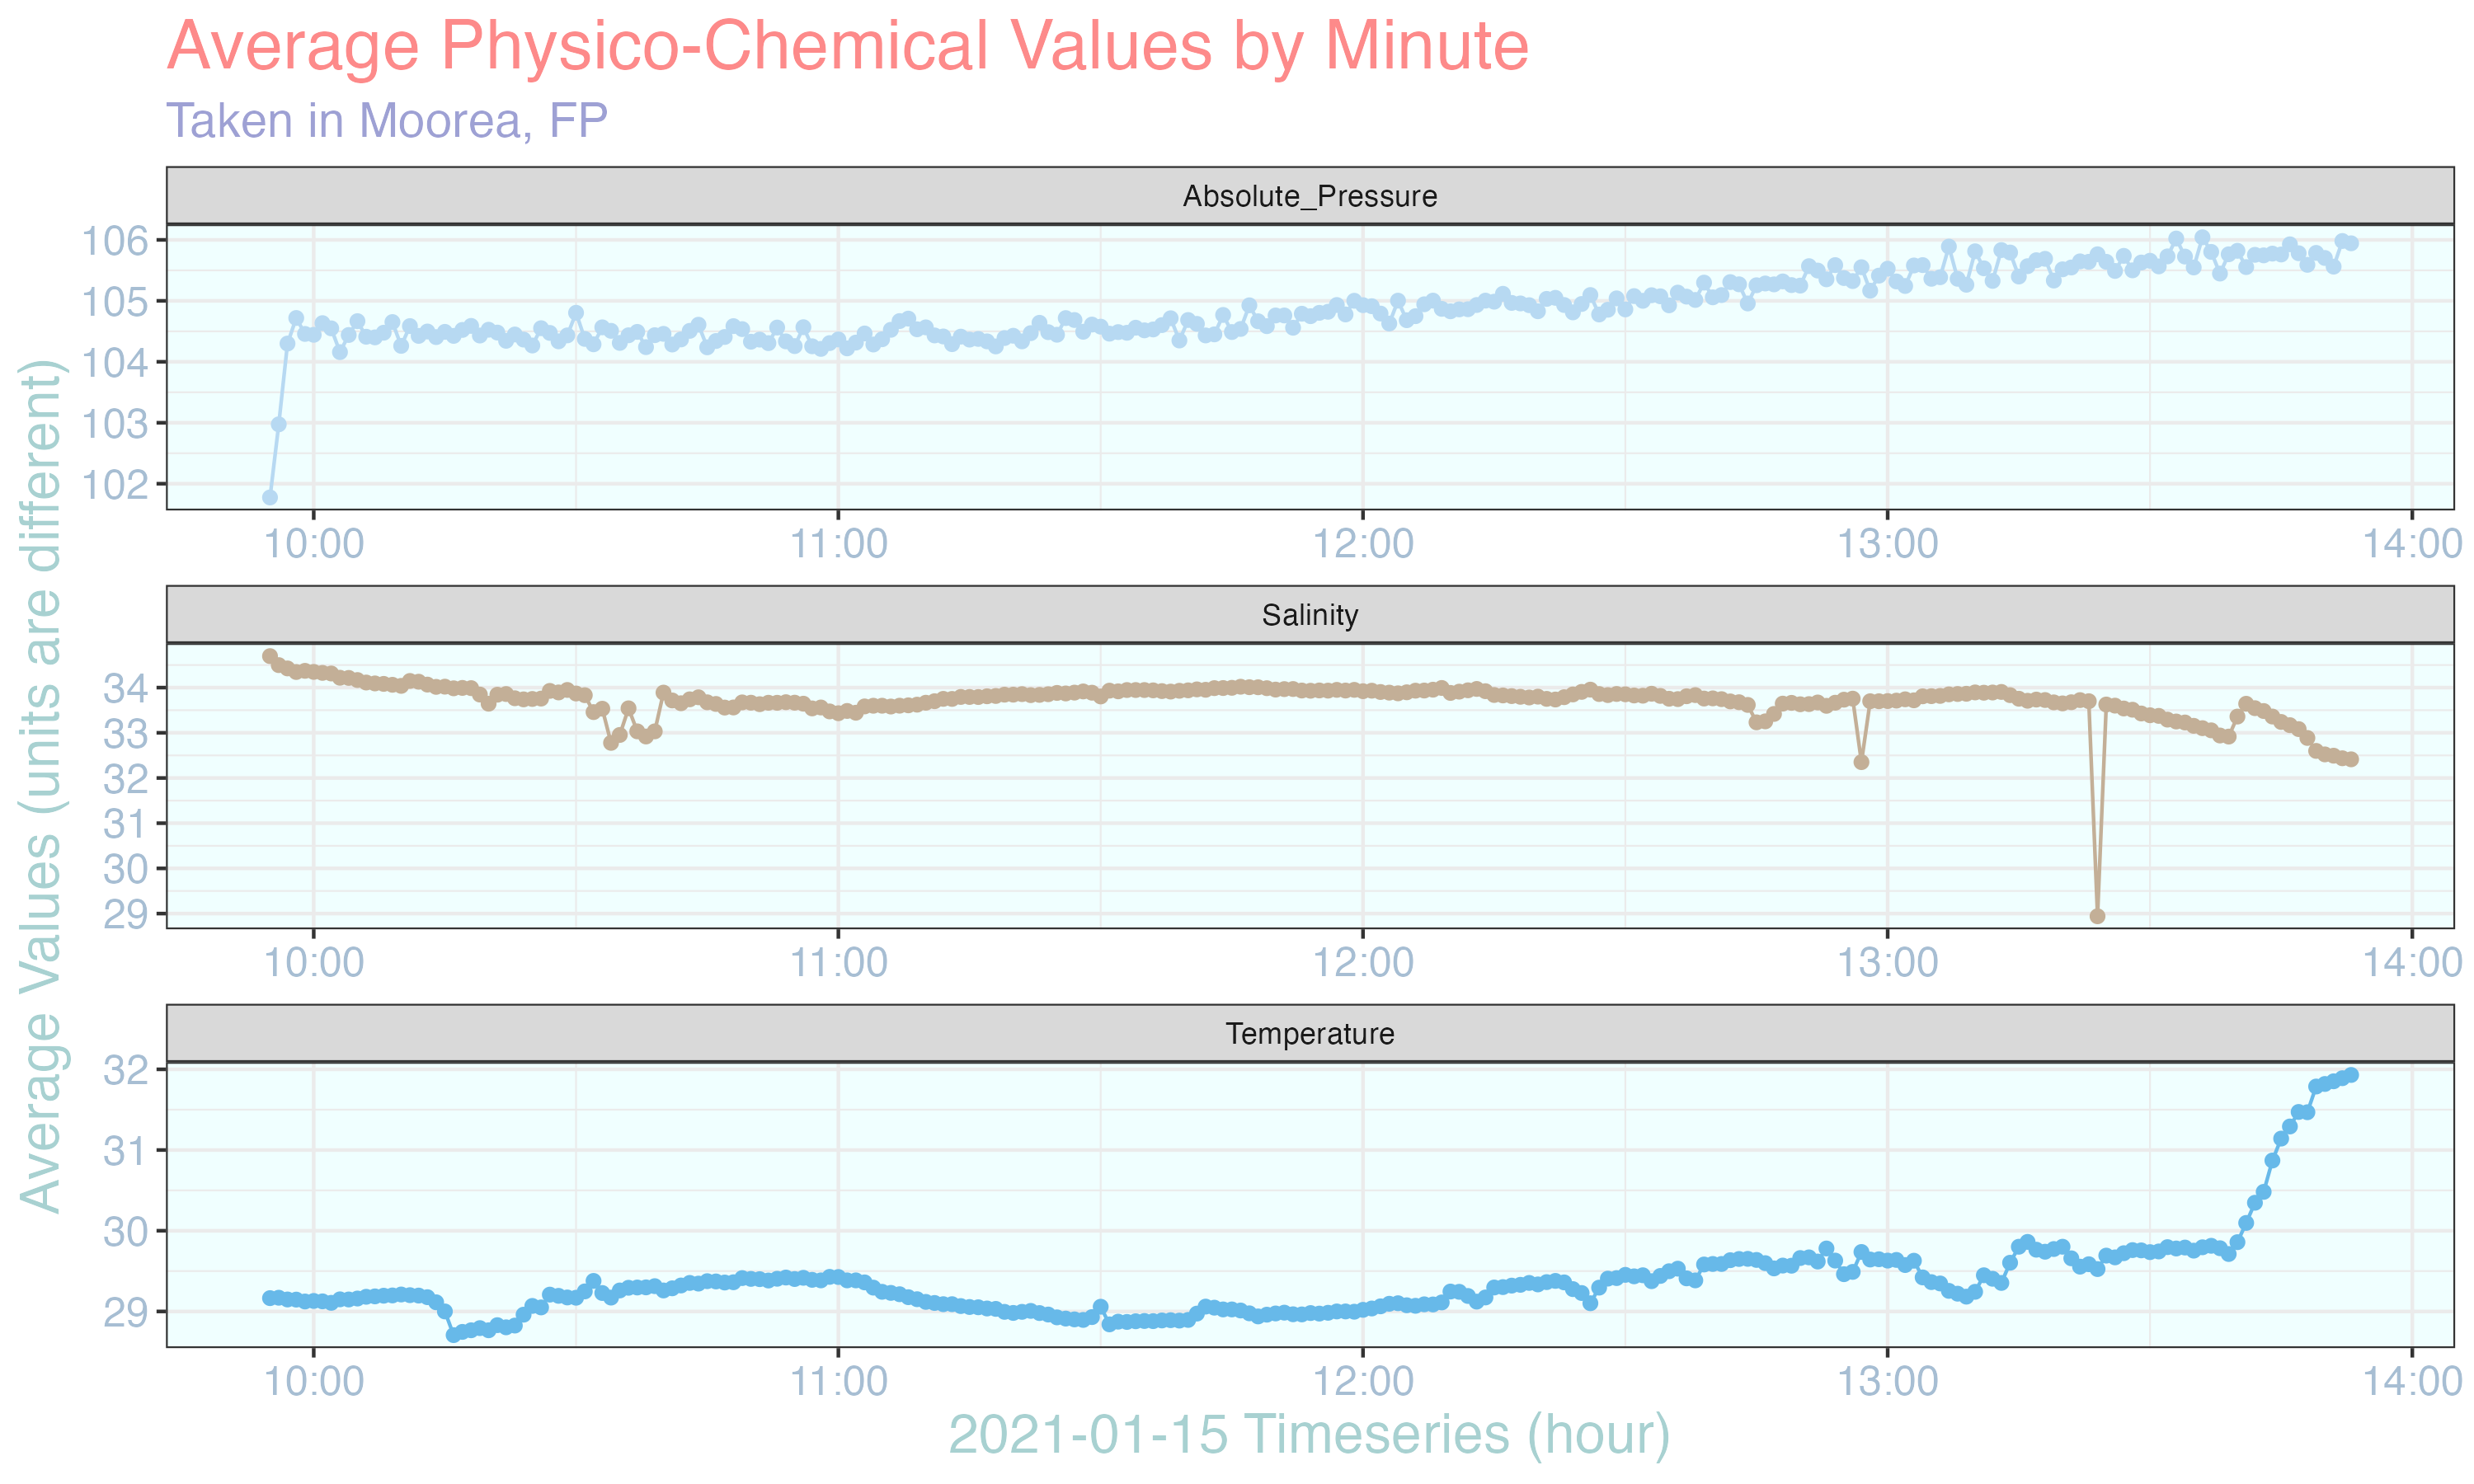 Average Physico-Chemical Values by Minute
Taken in Moorea, FP
Average Values (units are different)
Absolute_Pressure
106
105
104
103
102
10:00 11:00 12:00 13:00 14:00
Salinity
34
33
32
31
30
29
10:00 11:00 12:00 13:00 14:00
Temperature
32
31
30
29
10:00 11:00 12:00 13:00 14:00
2021-01-15 Timeseries (hour)